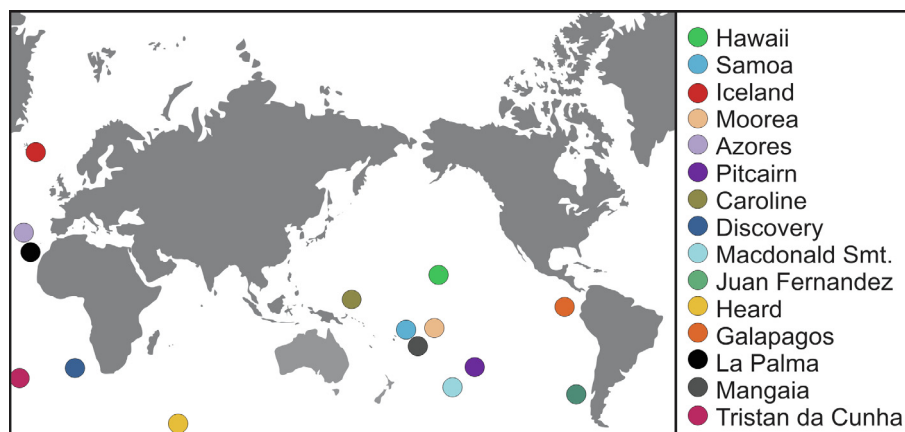 Hawaii
Samoa
Iceland
Moorea
Azores
Pitcairn
Caroline
Discovery
Macdonald Smt.
Juan Fernandez
Heard
Galapagos
La Palma
Mangaia
Tristan da Cunha